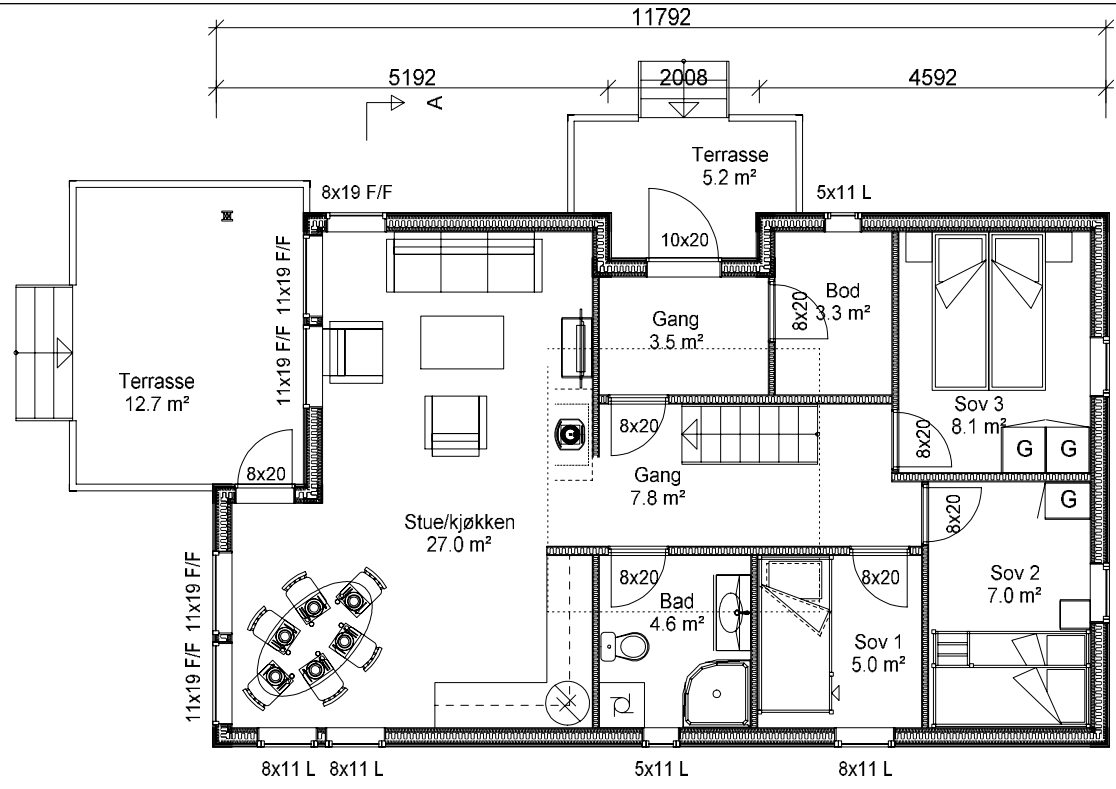 11792
5192
2008
4592
A
Terrasse
5.2 m²
8x19 F/F
5x11 L
10x20
11x19 F/F
11x19 F/F
Bod
3.3 m²
8x20
Gang
3.5 m²
Terrasse
12.7 m²
Sov 3
8.1 m²
8x20
8x20
G
G
8x20
Gang
7.8 m²
G
8x20
Stue/kjøkken
27.0 m²
11x19 F/F
11x19 F/F
8x20
Bad
4.6 m²
8x20
Sov 1
5.0 m²
Sov 2
7.0 m²
8x11 L
8x11 L
5x11 L
8x11 L